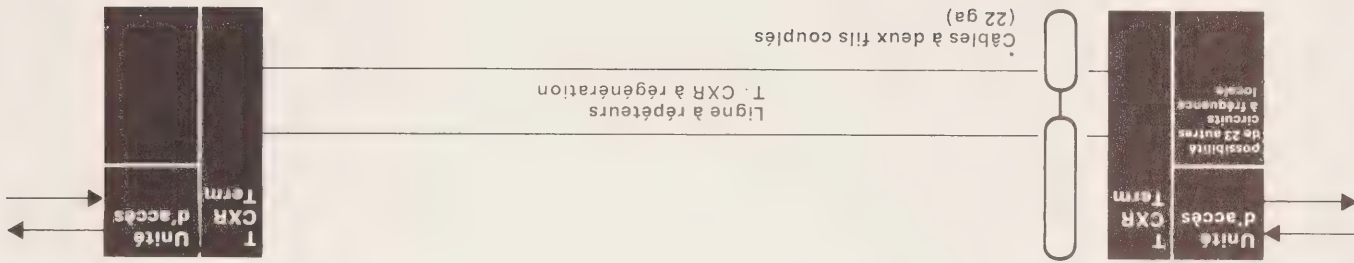 Unité
d'accès
T
CXR
Term
possibilité
de 23 autres
circuits
à fréquence
locale
Ligne à répéteurs
T. CXR à régénération
* Câbles à deux fils couplés
(22 ga)
T
CXR
Term
Unité
d'accès